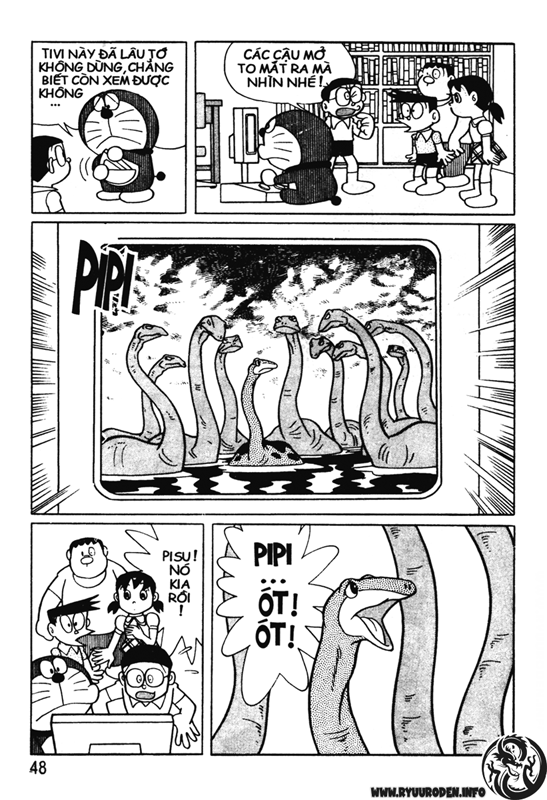 TIVI NÀY ĐÃ LÂU TỚ
KHÔNG DÙNG, CHẲNG
BIẾT CÒN XEM ĐƯỢC
KHÔNG
...
CÁC CẬU MỞ
TO MẮT RA MÀ
NHÌN NHÉ!
PIPI
PISU!
NÓ
KIA
RỒI!
PIPI
...
ÓT!
ÓT!
48
WWW.RYUURODEN.INFO